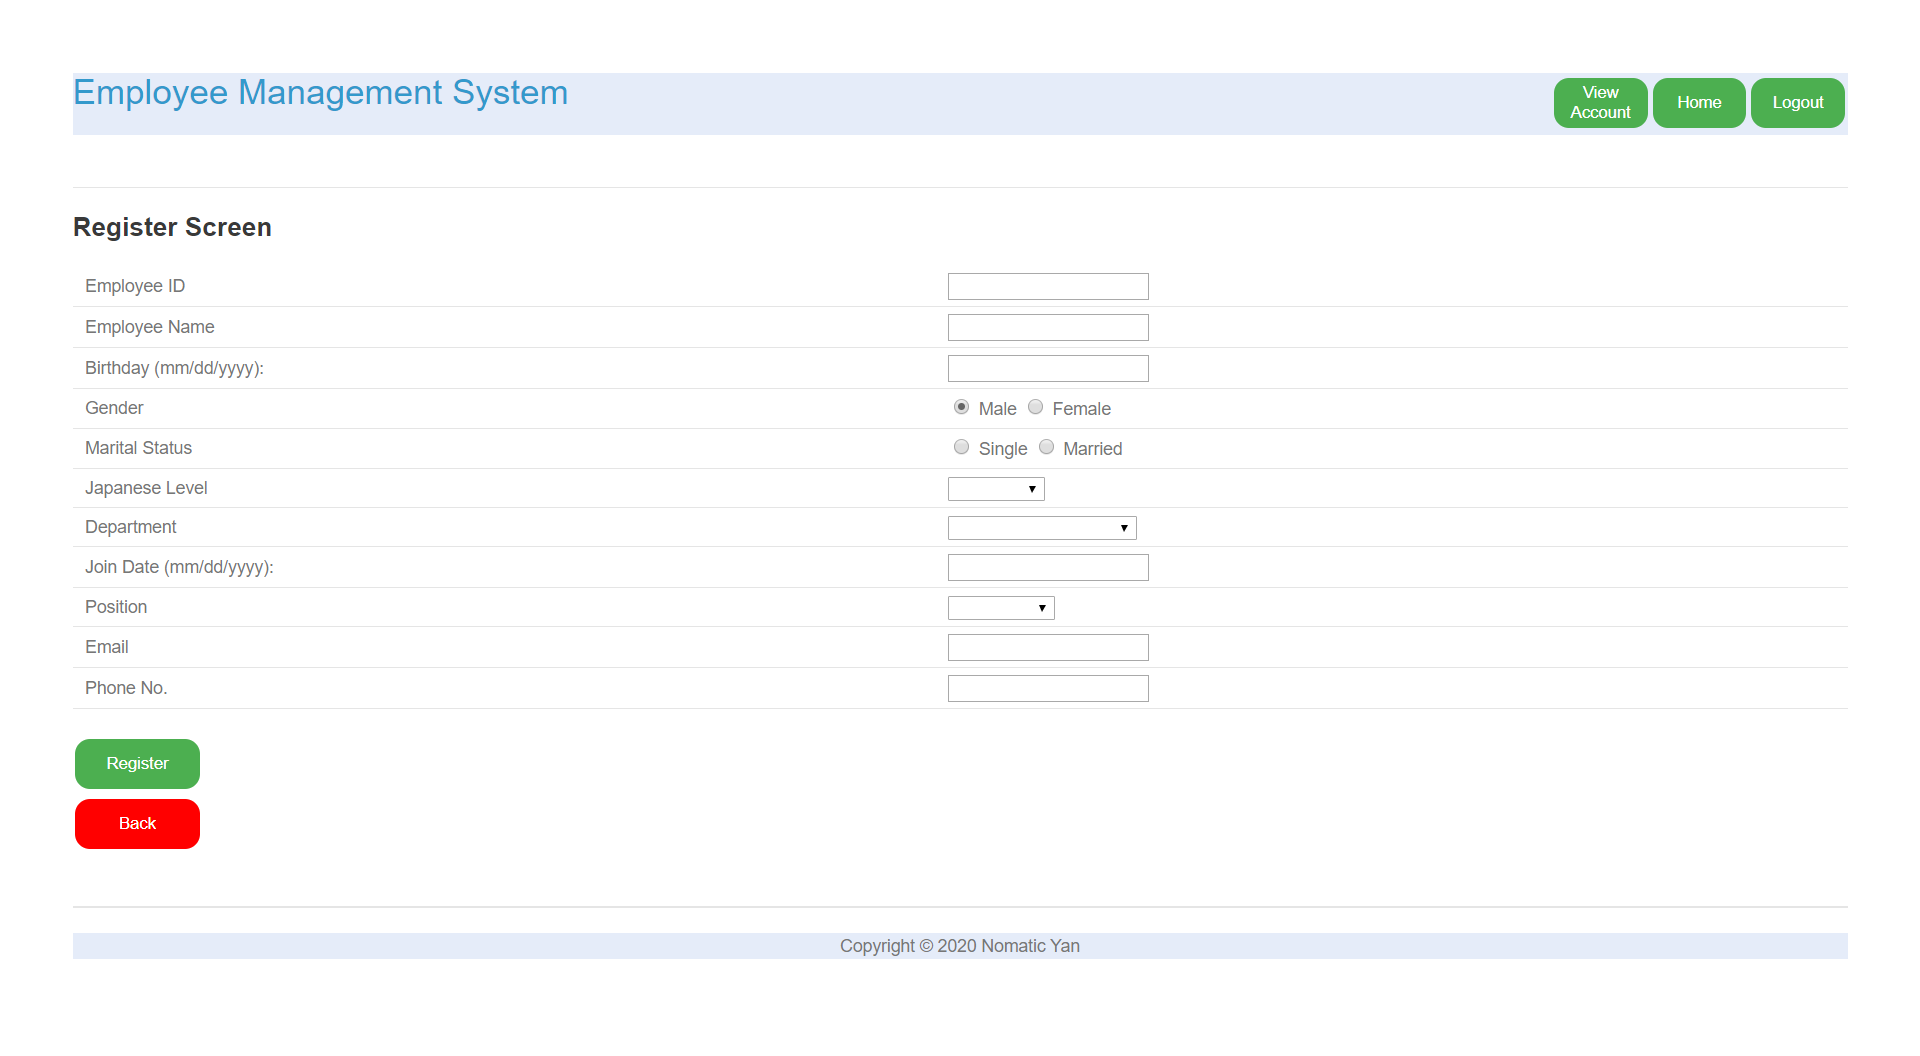 Employee Management System
View
Account
Home
Logout
Register Screen
Employee ID
Employee Name
Birthday (mm/dd/yyyy):
Gender
Male
Female
Marital Status
Single
Married
Japanese Level
Department
Join Date (mm/dd/yyyy):
Position
Email
Phone No.
Register
Back
Copyright © 2020 Nomatic Yan